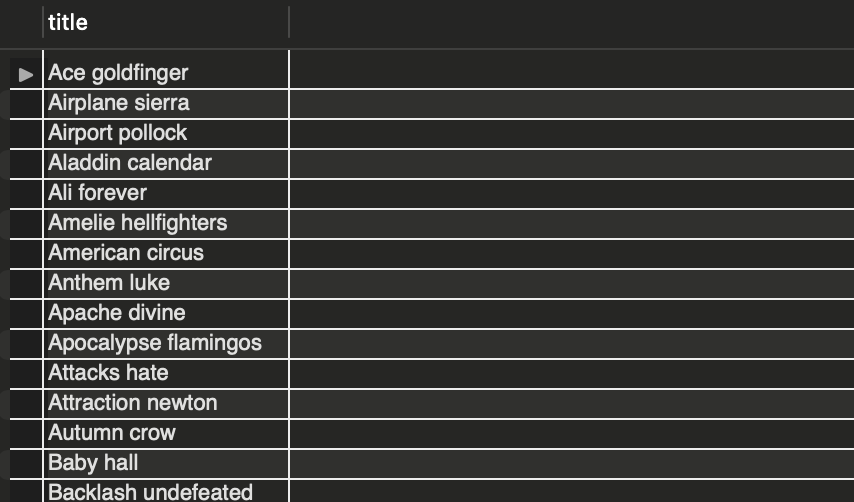 title
Ace goldfinger
Airplane sierra
Airport pollock
Aladdin calendar
Ali forever
Amelie hellfighters
American circus
Anthem luke
Apache divine
Apocalypse flamingos
Attacks hate
Attraction newton
Autumn crow
Baby hall
Backlash undefeated